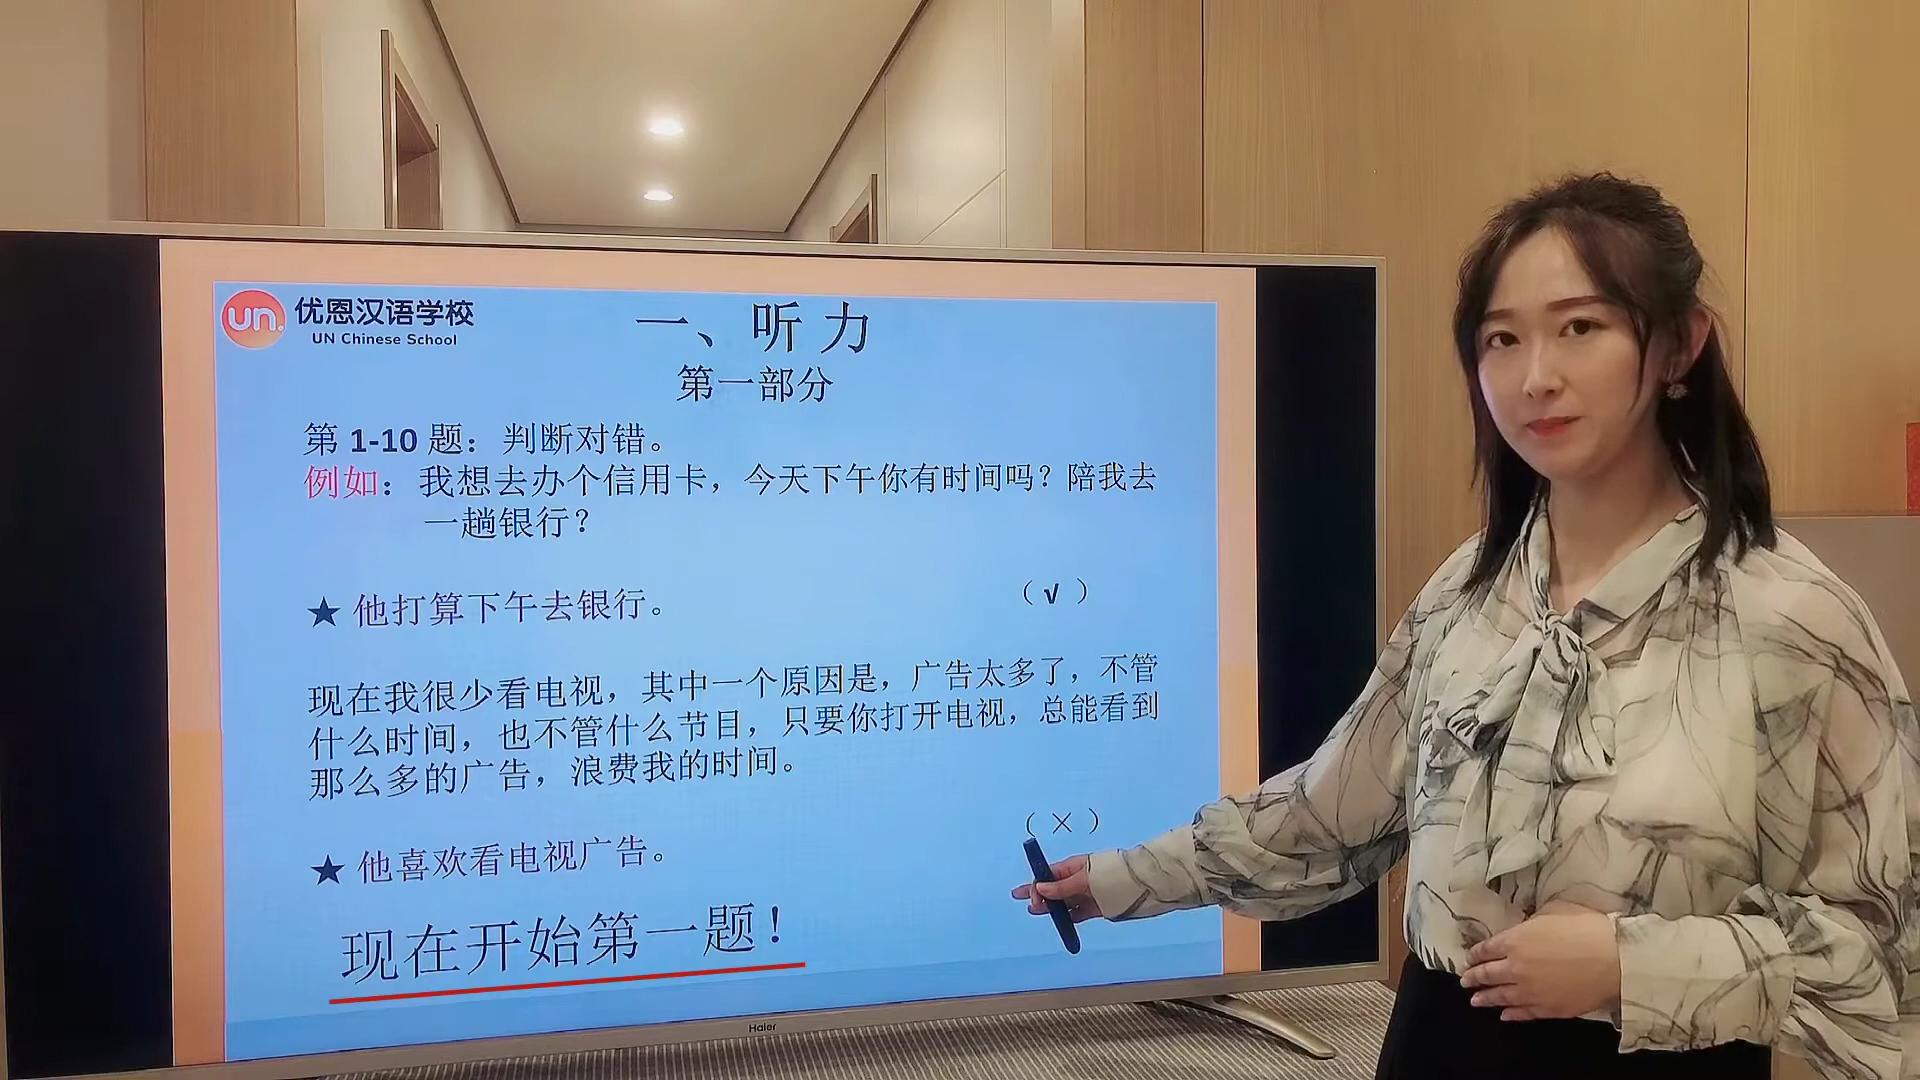 un
优恩汉语学校
UN Chinese School
一、听 力
第一部分
第 1-10 题：判断对错。
例如：我想去办个信用卡，今天下午你有时间吗？陪我去
一趟银行？
★ 他打算下午去银行。 （ √ ）
现在我很少看电视，其中一个原因是，广告太多了，不管
什么时间，也不管什么节目，只要你打开电视，总能看到
那么多的广告，浪费我的时间。
★ 他喜欢看电视广告。 （ × ）
现在开始第一题！
Haier